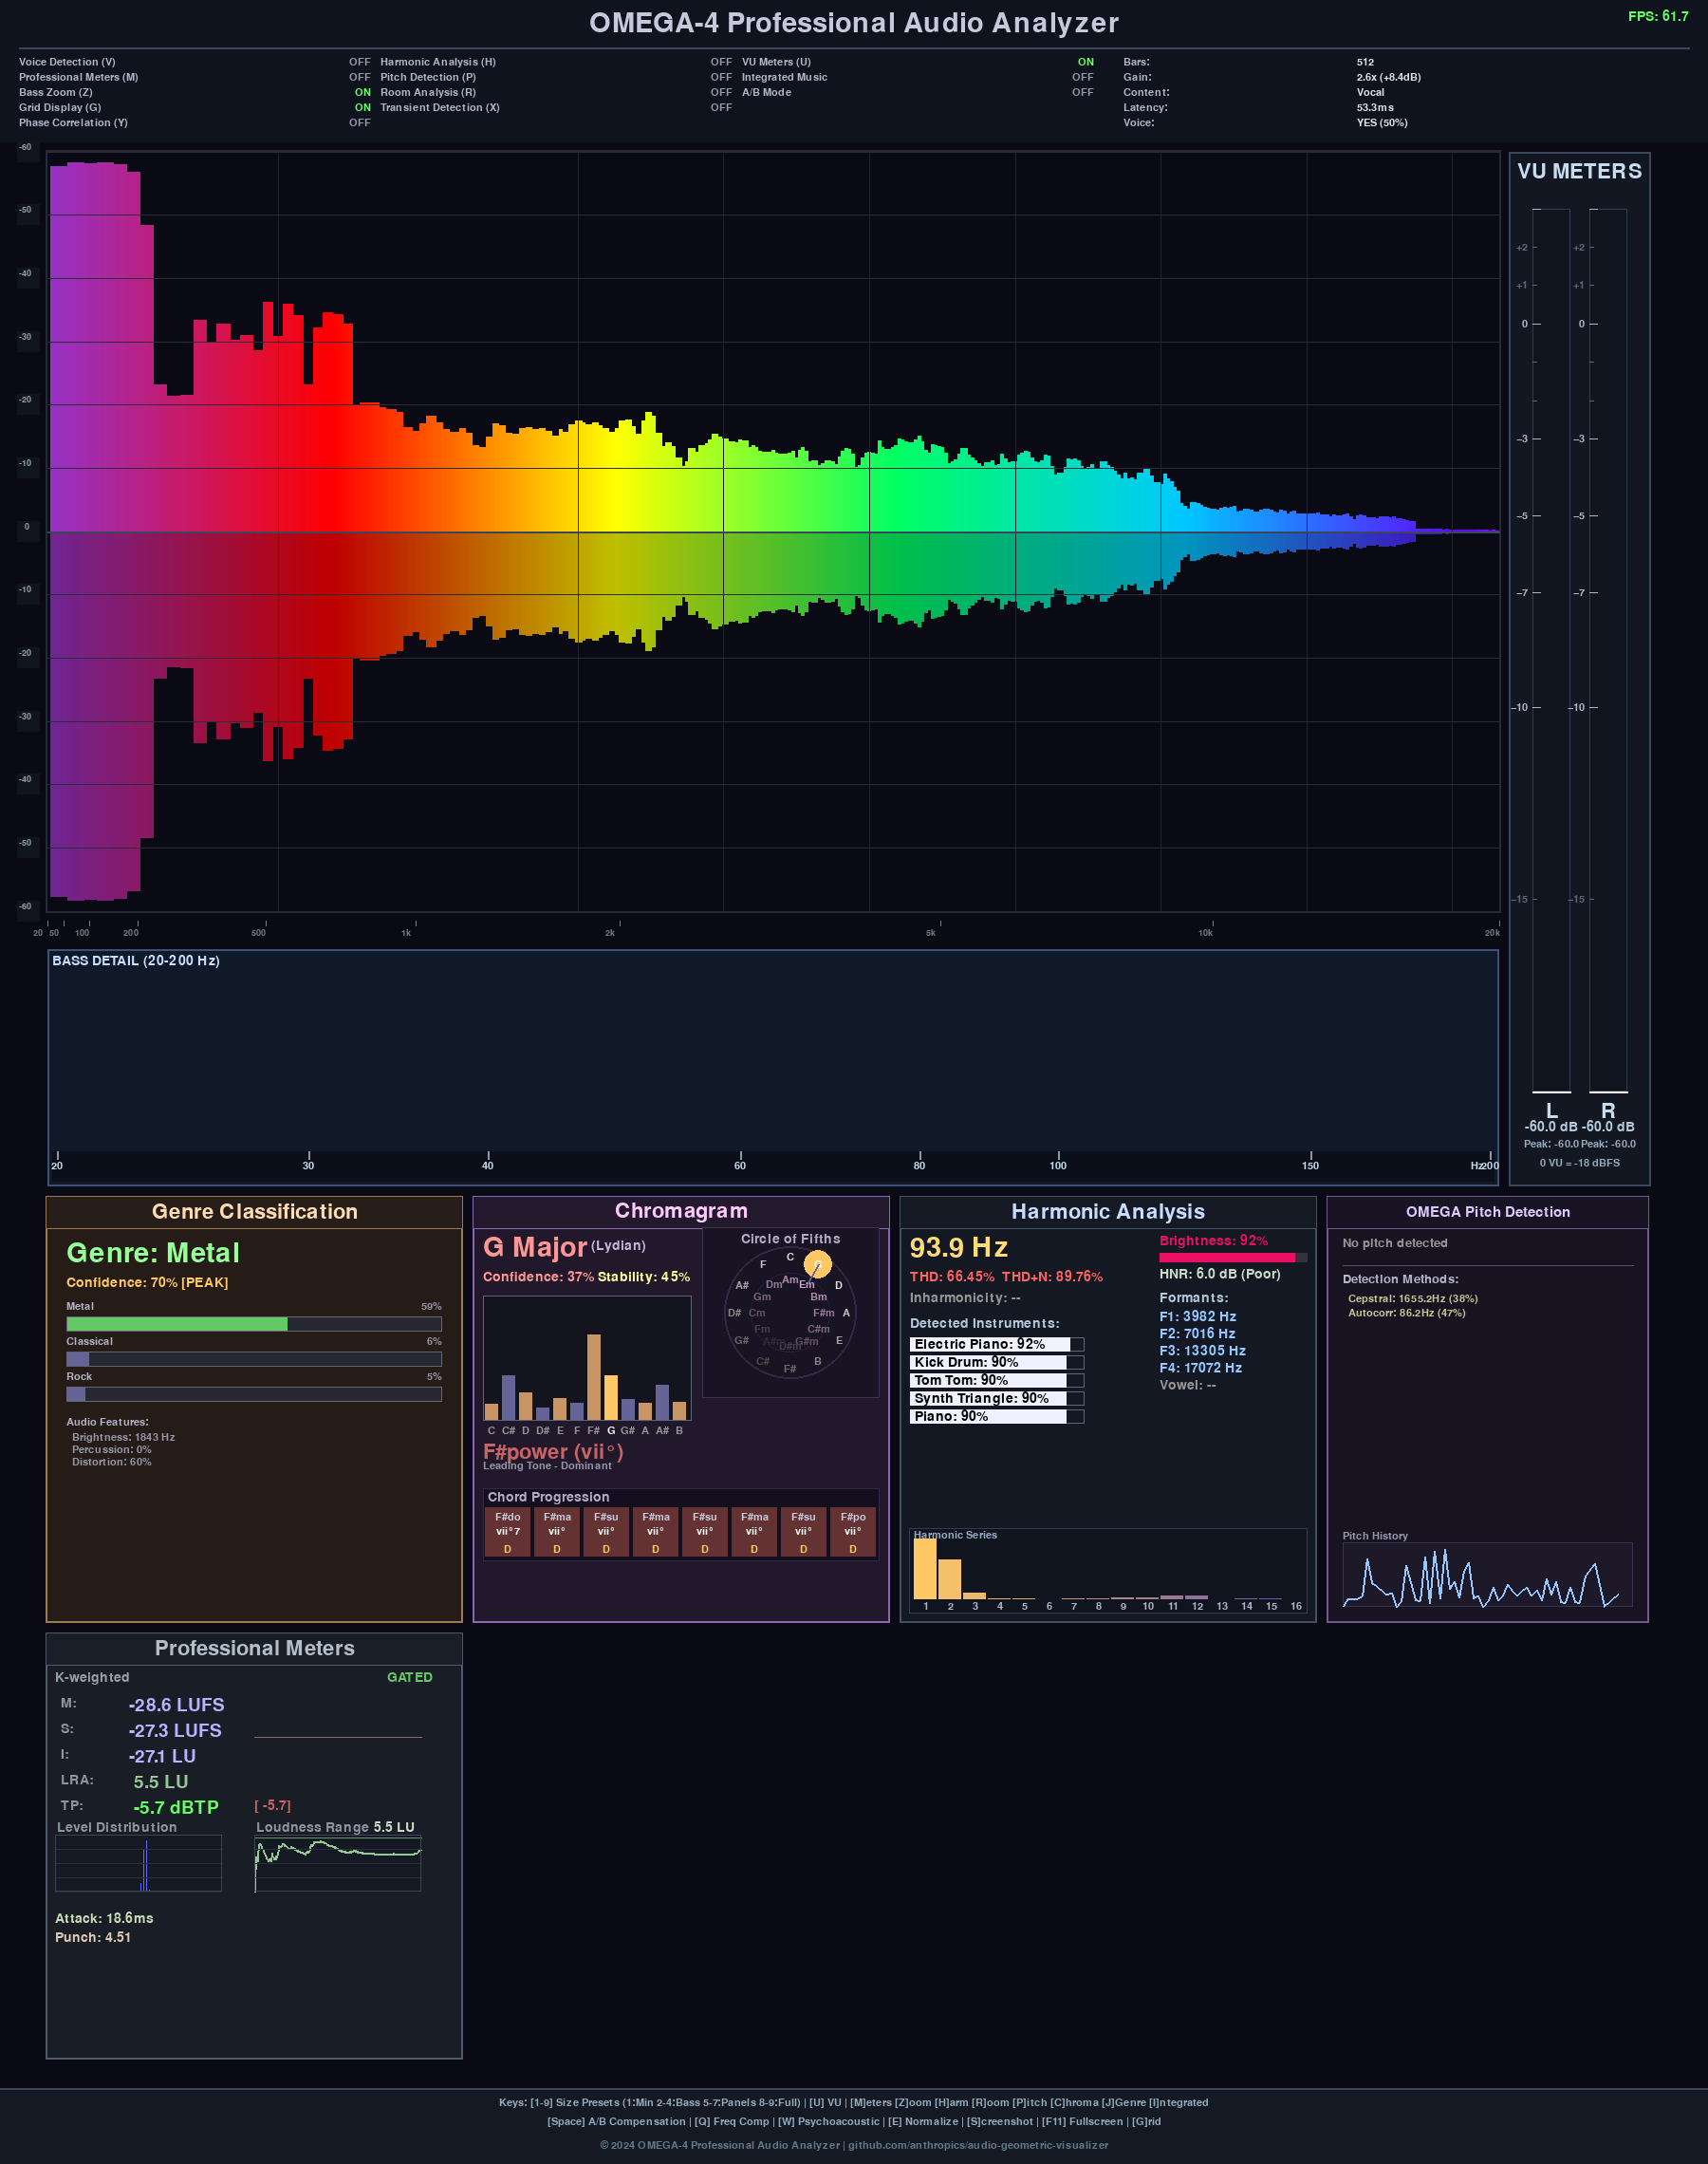 OMEGA-4 Professional Audio Analyzer
FPS: 61.7
Voice Detection (V) OFF Harmonic Analysis (H) OFF VU Meters (U) ON Bars: 512
Professional Meters (M) OFF Pitch Detection (P) OFF Integrated Music OFF Gain: 2.6x (+8.4dB)
Bass Zoom (Z) ON Room Analysis (R) OFF A/B Mode OFF Content: Vocal
Grid Display (G) ON Transient Detection (X) OFF Latency: 53.3ms
Phase Correlation (Y) OFF Voice: YES (50%)
-60
-50
-40
-30
-20
-10
0
-10
-20
-30
-40
-50
-60
20 50 100 200 500 1k 2k 5k 10k 20k
VU METERS
+2 +2
+1 +1
0 0
-3 -3
-5 -5
-7 -7
-10 -10
-15 -15
L R
-60.0 dB -60.0 dB
Peak: -60.0 Peak: -60.0
0 VU = -18 dBFS
BASS DETAIL (20-200 Hz)
20 30 40 60 80 100 150 Hz 200
Genre Classification
Genre: Metal
Confidence: 70% [PEAK]
Metal 59%
Classical 6%
Rock 5%
Audio Features:
Brightness: 1843 Hz
Percussion: 0%
Distortion: 60%
Chromagram
G Major (Lydian)
Confidence: 37% Stability: 45%
Circle of Fifths
C
F
D
A#
A
D#
E
G#
B
C#
F#
Am
Dm Em
Gm Bm
Cm F#m
Fm C#m
A#m G#m
D#m
C C# D D# E F F# G G# A A# B
F#power (vii°)
Leading Tone - Dominant
Chord Progression
F#do F#ma F#su F#ma F#su F#ma F#su F#po
vii°7 vii° vii° vii° vii° vii° vii° vii°
D D D D D D D D
Harmonic Analysis
93.9 Hz
THD: 66.45% THD+N: 89.76%
Inharmonicity: --
Detected Instruments:
Electric Piano: 92%
Kick Drum: 90%
Tom Tom: 90%
Synth Triangle: 90%
Piano: 90%
Brightness: 92%
HNR: 6.0 dB (Poor)
Formants:
F1: 3982 Hz
F2: 7016 Hz
F3: 13305 Hz
F4: 17072 Hz
Vowel: --
Harmonic Series
1 2 3 4 5 6 7 8 9 10 11 12 13 14 15 16
OMEGA Pitch Detection
No pitch detected
Detection Methods:
Cepstral: 1655.2Hz (38%)
Autocorr: 86.2Hz (47%)
Pitch History
Professional Meters
K-weighted GATED
M: -28.6 LUFS
S: -27.3 LUFS
I: -27.1 LU
LRA: 5.5 LU
TP: -5.7 dBTP [ -5.7]
Level Distribution Loudness Range 5.5 LU
Attack: 18.6ms
Punch: 4.51
Keys: [1-9] Size Presets (1:Min 2-4:Bass 5-7:Panels 8-9:Full) | [U] VU | [M]eters [Z]oom [H]arm [R]oom [P]itch [C]hroma [J]Genre [I]ntegrated
[Space] A/B Compensation | [Q] Freq Comp | [W] Psychoacoustic | [E] Normalize | [S]creenshot | [F11] Fullscreen | [G]rid
© 2024 OMEGA-4 Professional Audio Analyzer | github.com/anthropics/audio-geometric-visualizer